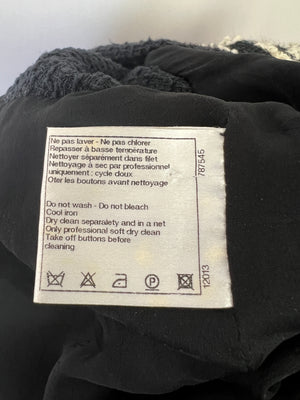 Ne pas laver - Ne pas chlorer
Repasser à basse température
Nettoyer séparément dans filet
Nettoyage à sec par professionnel
uniquement : cycle doux
Oter les boutons avant nettoyage
Do not wash - Do not bleach
Cool iron
Dry clean separalety and in a net
Only professional soft dry clean
Take off buttons before
cleaning
787545
12013
P